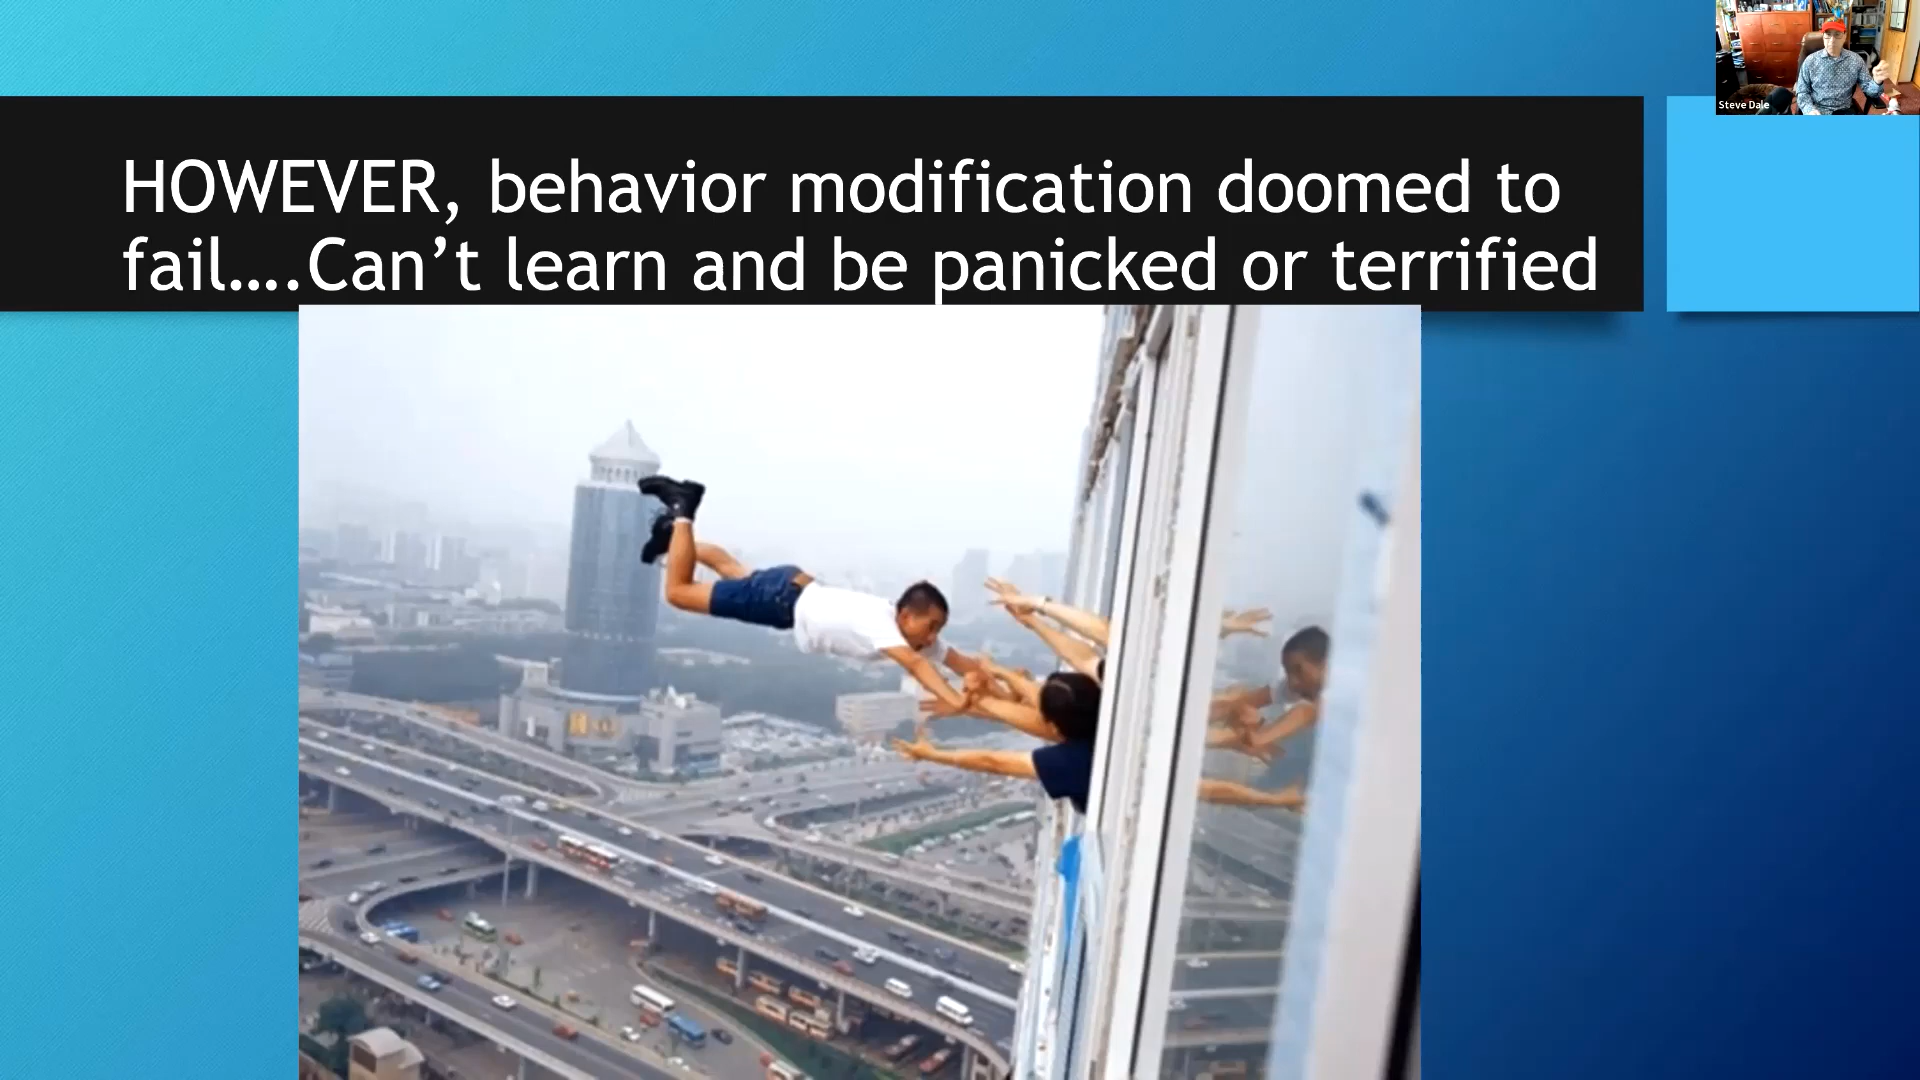 Steve Dale
HOWEVER, behavior modification doomed to
fail….Can’t learn and be panicked or terrified